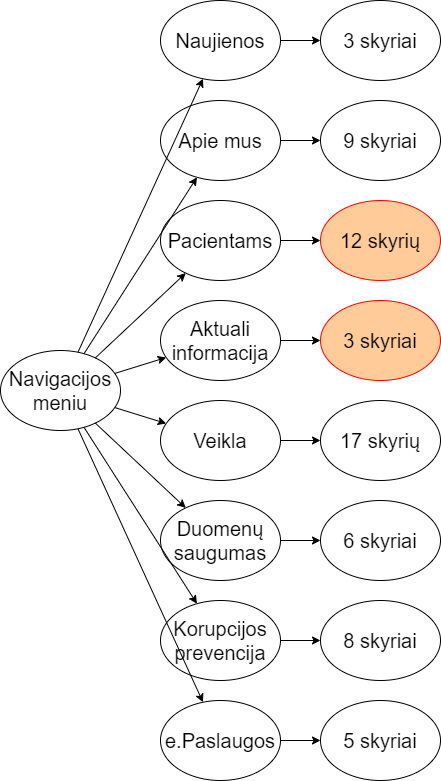 Naujienos
3 skyriai
Apie mus
9 skyriai
Pacientams
12 skyrių
Aktuali
informacija
3 skyriai
Navigacijos
meniu
Veikla
17 skyrių
Duomenų
saugumas
6 skyriai
Korupcijos
prevencija
8 skyriai
e.Paslaugos
5 skyriai